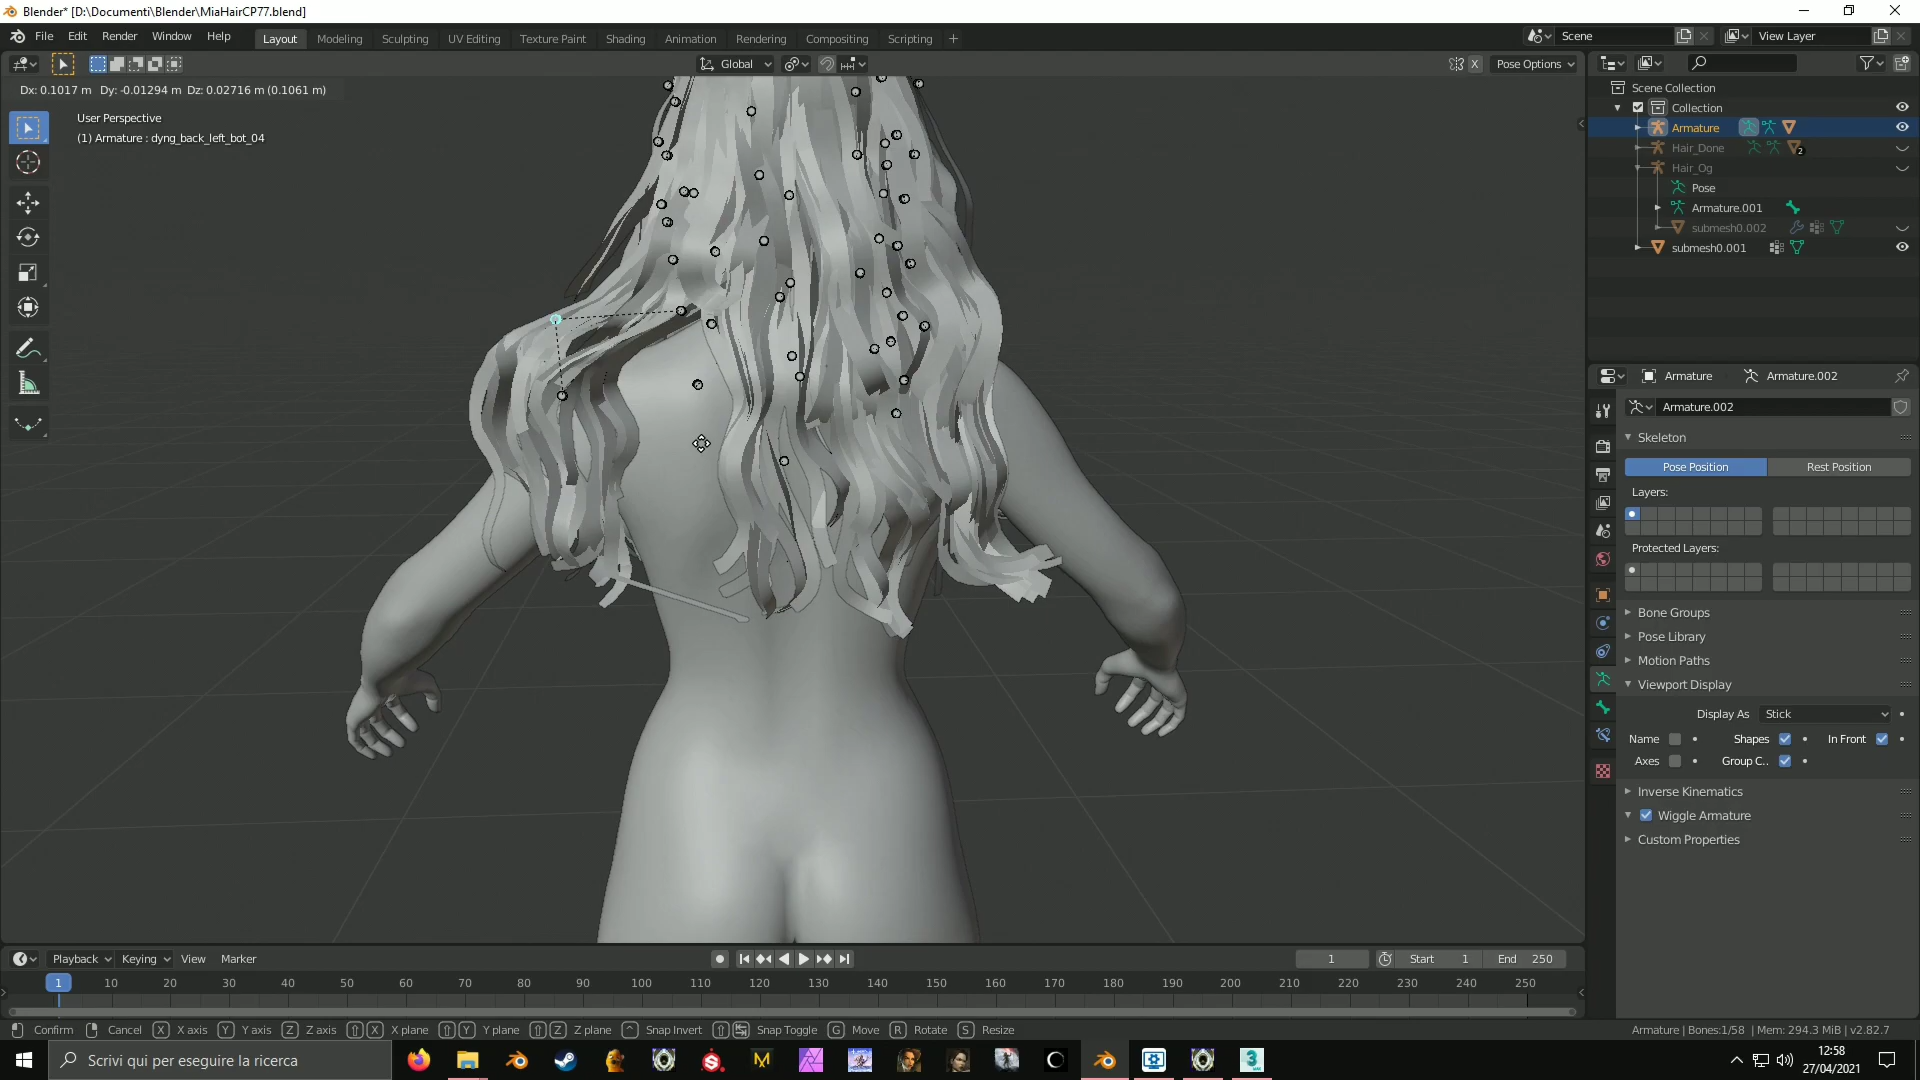 Blender* [D:\Documenti\Blender\MiaHairCP77.blend]
File Edit Render Window Help
Layout Modeling Sculpting UV Editing Texture Paint Shading Animation Rendering Compositing Scripting +
Scene
View Layer
Global
X
Pose Options
Dx: 0.1017 m Dy: -0.01294 m Dz: 0.02716 m (0.1061 m)
User Perspective
(1) Armature : dyng_back_left_bot_04
Scene Collection
Collection
Armature
Hair_Done
2
Hair_Og
Pose
Armature.001
submesh0.002
submesh0.001
Armature
Armature.002
Armature.002
Skeleton
Pose Position Rest Position
Layers:
Protected Layers:
Bone Groups
Pose Library
Motion Paths
Viewport Display
Display As Stick
Name Shapes In Front
Axes Group C..
Inverse Kinematics
Wiggle Armature
Custom Properties
Playback Keying View Marker
1 Start 1 End 250
1 10 20 30 40 50 60 70 80 90 100 110 120 130 140 150 160 170 180 190 200 210 220 230 240 250
Confirm Cancel X X axis Y Y axis Z Z axis X X plane Y Y plane Z Z plane ^ Snap Invert Snap Toggle G Move R Rotate S Resize
Armature | Bones:1/58 | Mem: 294.3 MiB | v2.82.7
Scrivi qui per eseguire la ricerca
12:58
27/04/2021